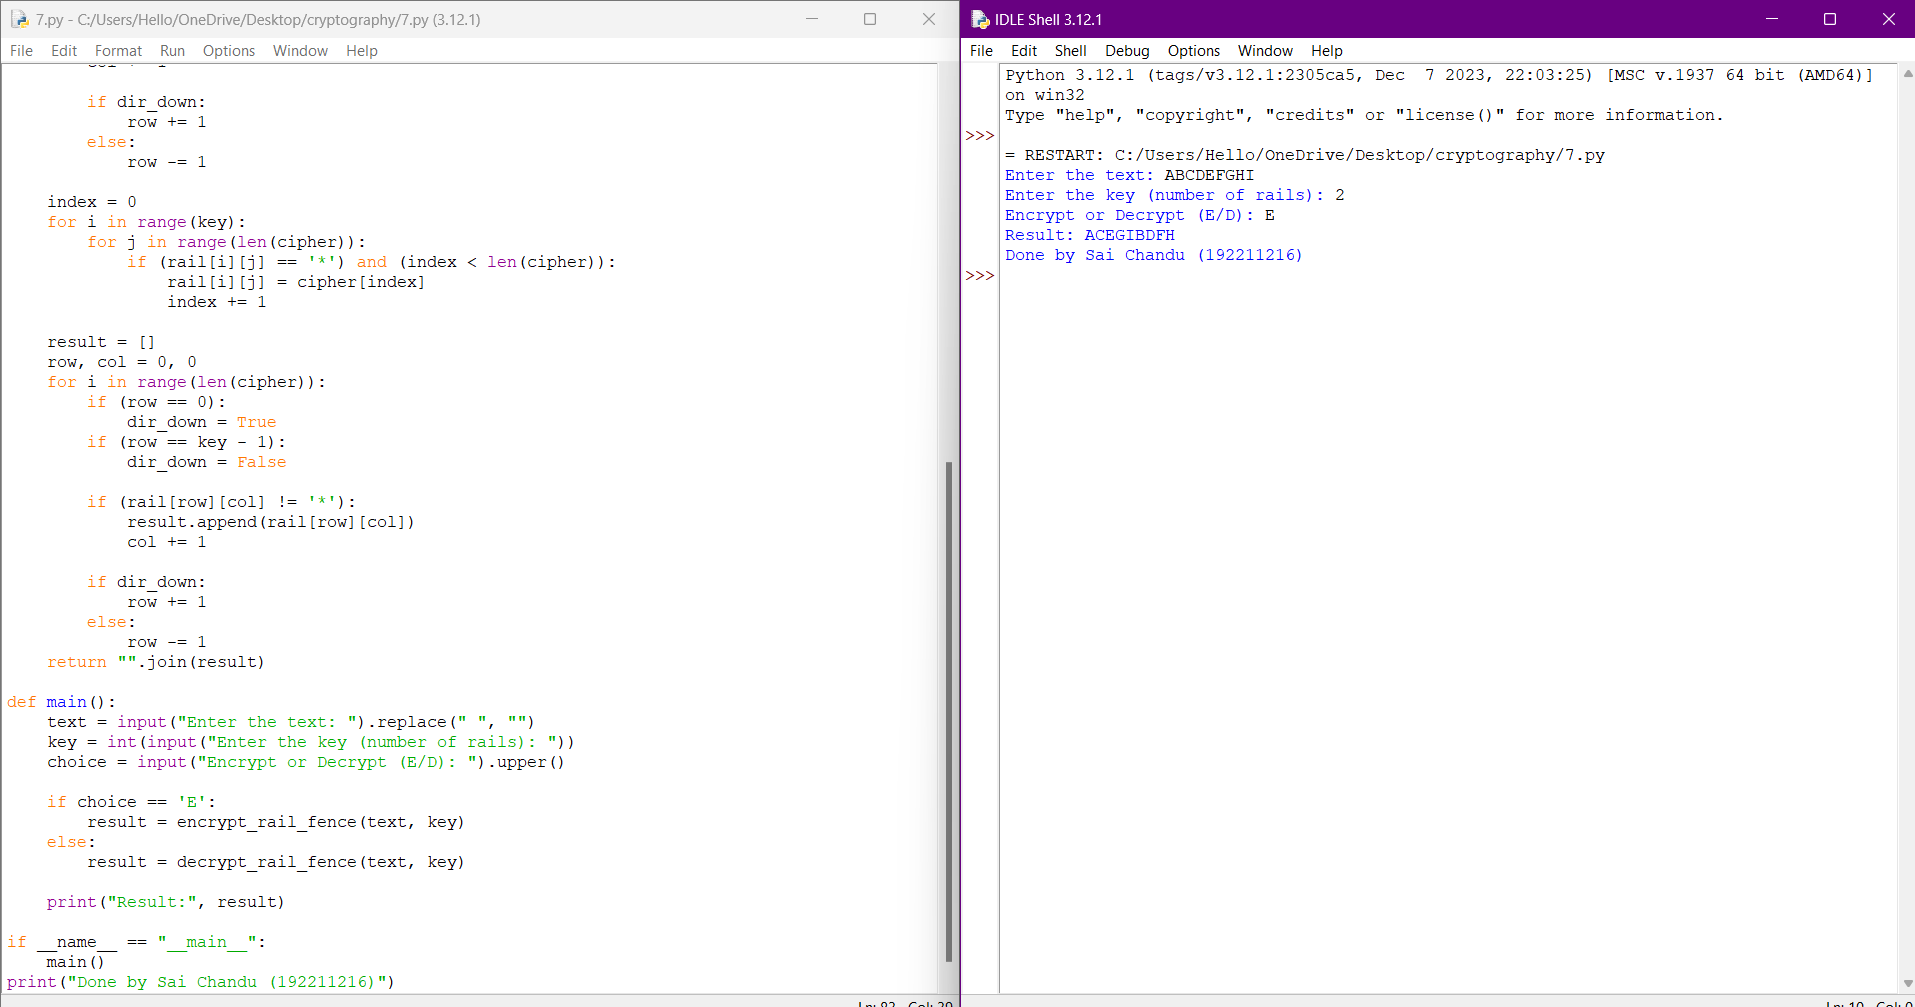 7.py - C:/Users/Hello/OneDrive/Desktop/cryptography/7.py (3.12.1)
File Edit Format Run Options Window Help
        if dir_down:
            row += 1
        else:
            row -= 1

    index = 0
    for i in range(key):
        for j in range(len(cipher)):
            if (rail[i][j] == '*') and (index < len(cipher)):
                rail[i][j] = cipher[index]
                index += 1

    result = []
    row, col = 0, 0
    for i in range(len(cipher)):
        if (row == 0):
            dir_down = True
        if (row == key - 1):
            dir_down = False

        if (rail[row][col] != '*'):
            result.append(rail[row][col])
            col += 1

        if dir_down:
            row += 1
        else:
            row -= 1
    return "".join(result)

def main():
    text = input("Enter the text: ").replace(" ", "")
    key = int(input("Enter the key (number of rails): "))
    choice = input("Encrypt or Decrypt (E/D): ").upper()

    if choice == 'E':
        result = encrypt_rail_fence(text, key)
    else:
        result = decrypt_rail_fence(text, key)

    print("Result:", result)

if __name__ == "__main__":
    main()
print("Done by Sai Chandu (192211216)")
IDLE Shell 3.12.1
File Edit Shell Debug Options Window Help
Python 3.12.1 (tags/v3.12.1:2305ca5, Dec  7 2023, 22:03:25) [MSC v.1937 64 bit (AMD64)]
on win32
Type "help", "copyright", "credits" or "license()" for more information.
>>>
= RESTART: C:/Users/Hello/OneDrive/Desktop/cryptography/7.py
Enter the text: ABCDEFGHI
Enter the key (number of rails): 2
Encrypt or Decrypt (E/D): E
Result: ACEGIBDFH
Done by Sai Chandu (192211216)
>>>